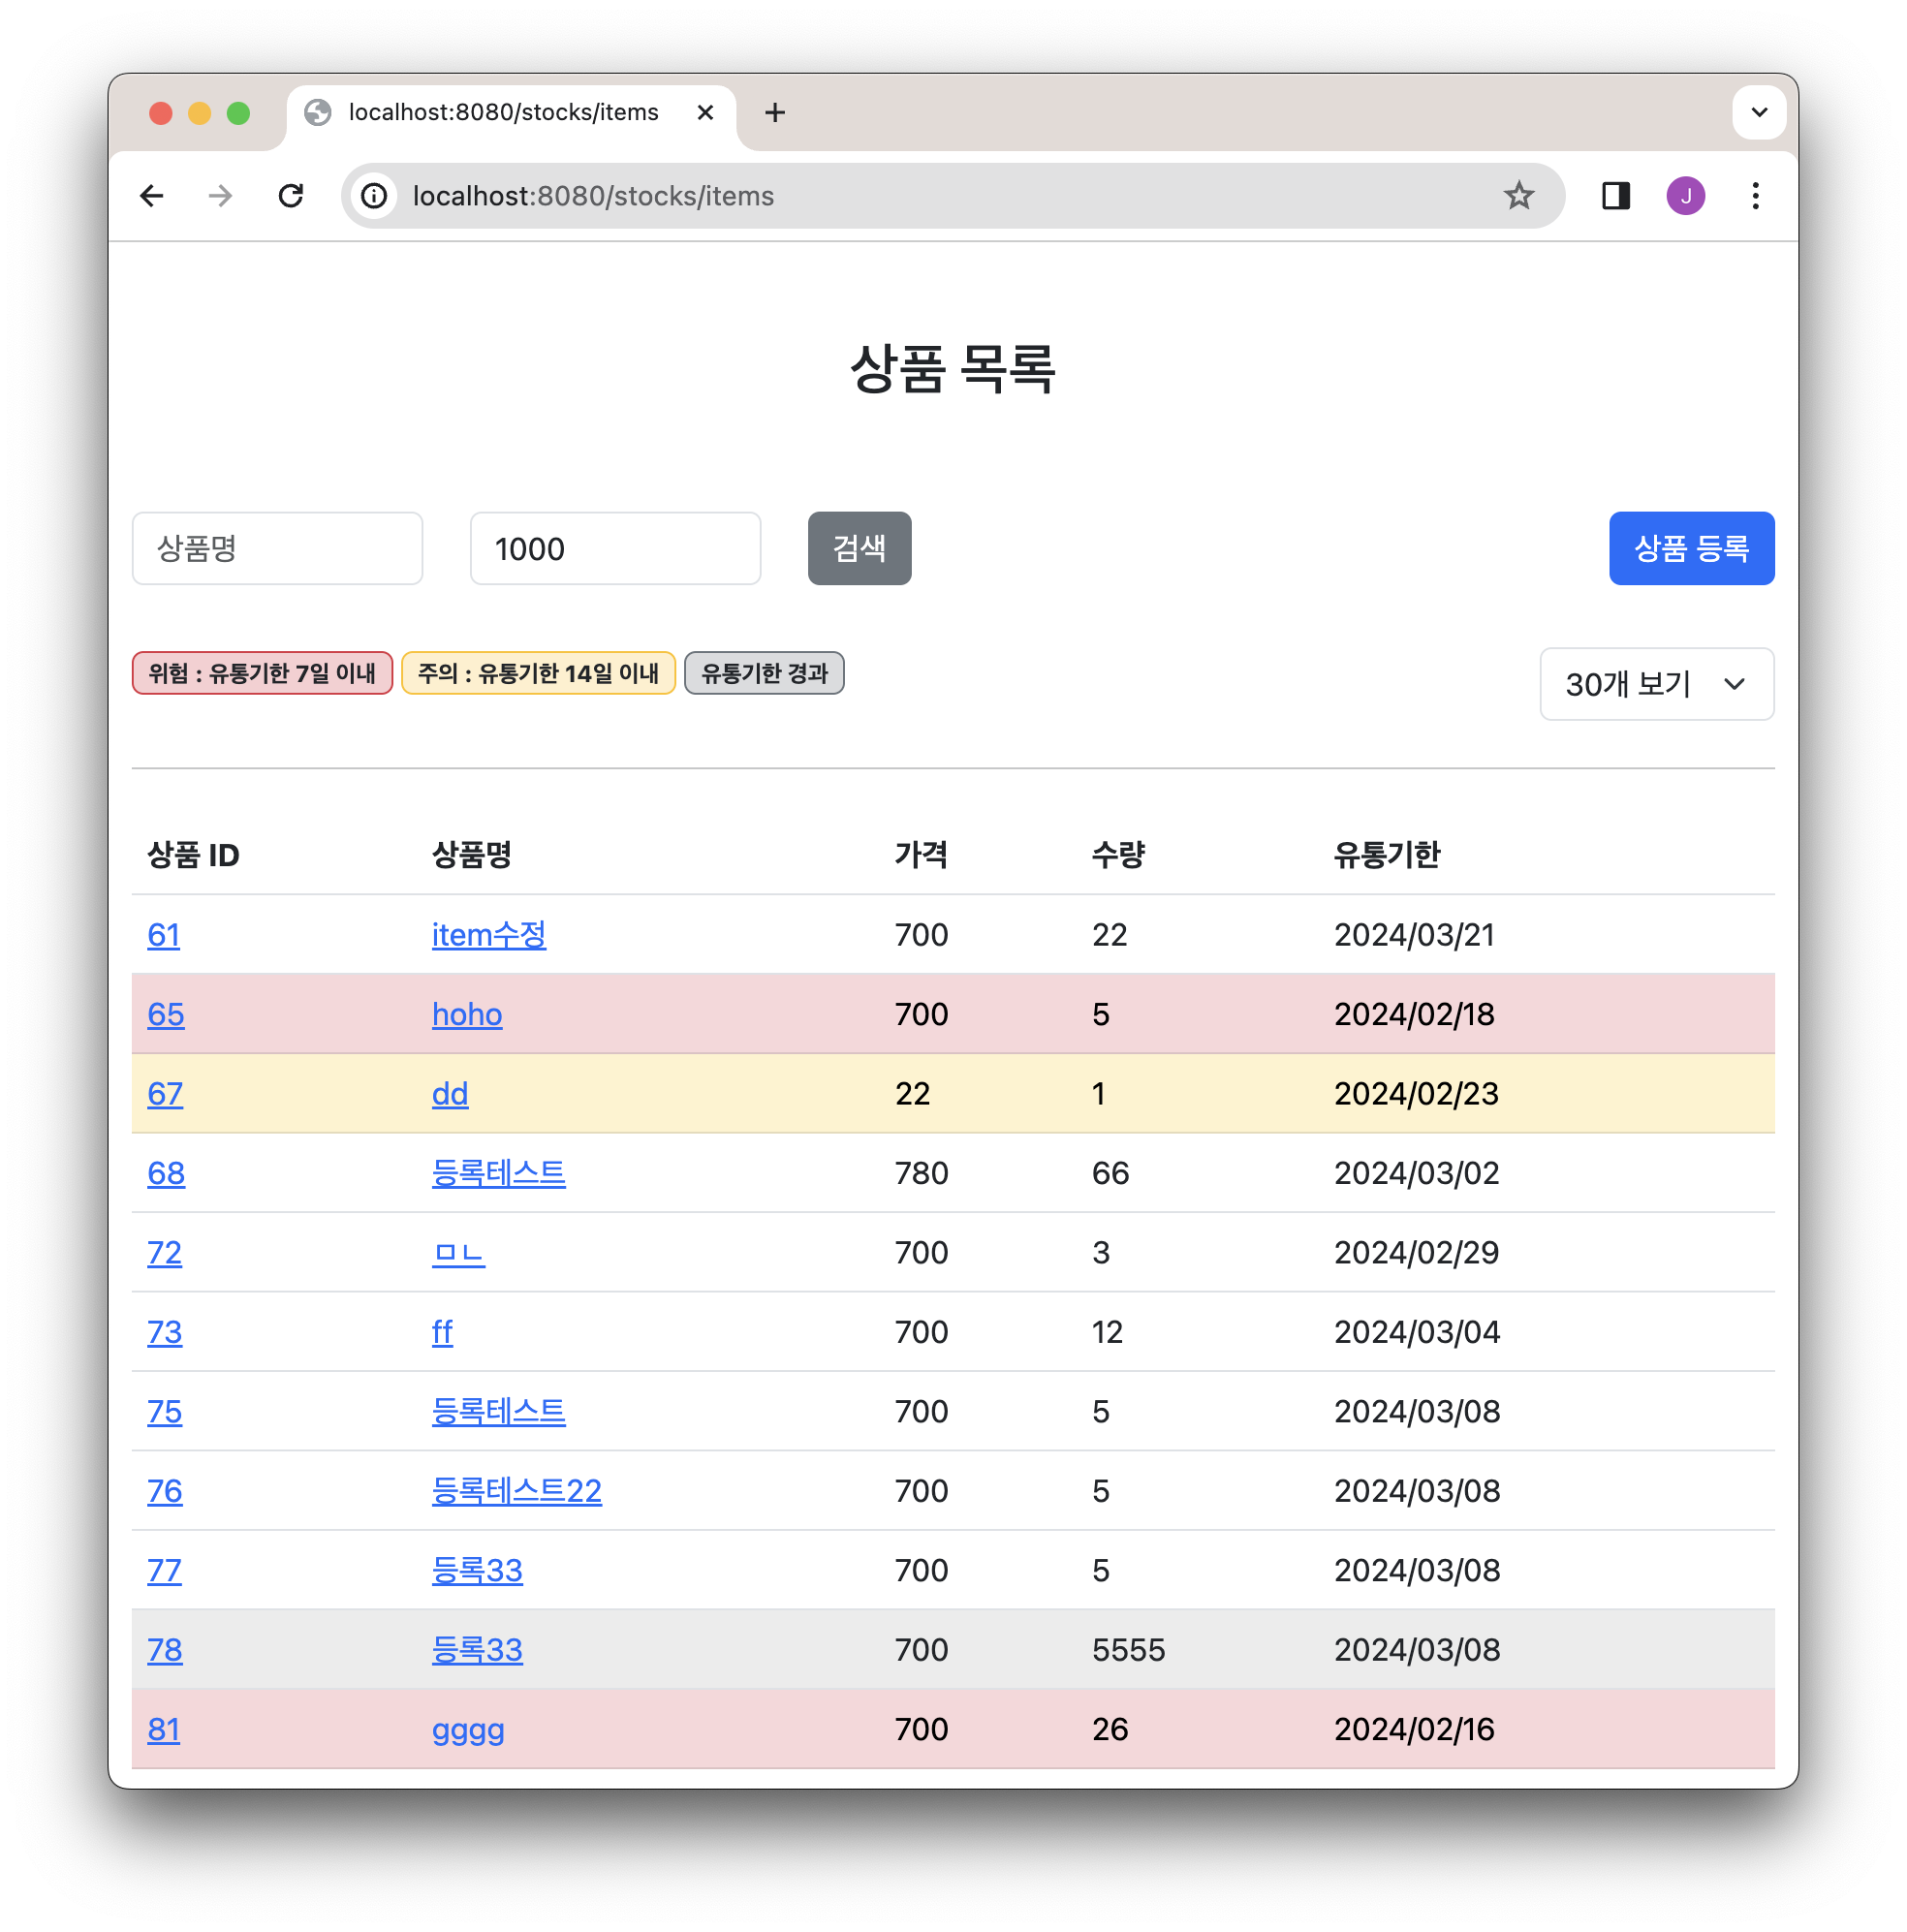 localhost:8080/stocks/items
localhost:8080/stocks/items
J
상품 목록
상품명 1000 검색 상품 등록
위험 : 유통기한 7일 이내 주의 : 유통기한 14일 이내 유통기한 경과 30개 보기
상품 ID 상품명 가격 수량 유통기한
61 item수정 700 22 2024/03/21
65 hoho 700 5 2024/02/18
67 dd 22 1 2024/02/23
68 등록테스트 780 66 2024/03/02
72 ㅁㄴ 700 3 2024/02/29
73 ff 700 12 2024/03/04
75 등록테스트 700 5 2024/03/08
76 등록테스트22 700 5 2024/03/08
77 등록33 700 5 2024/03/08
78 등록33 700 5555 2024/03/08
81 gggg 700 26 2024/02/16